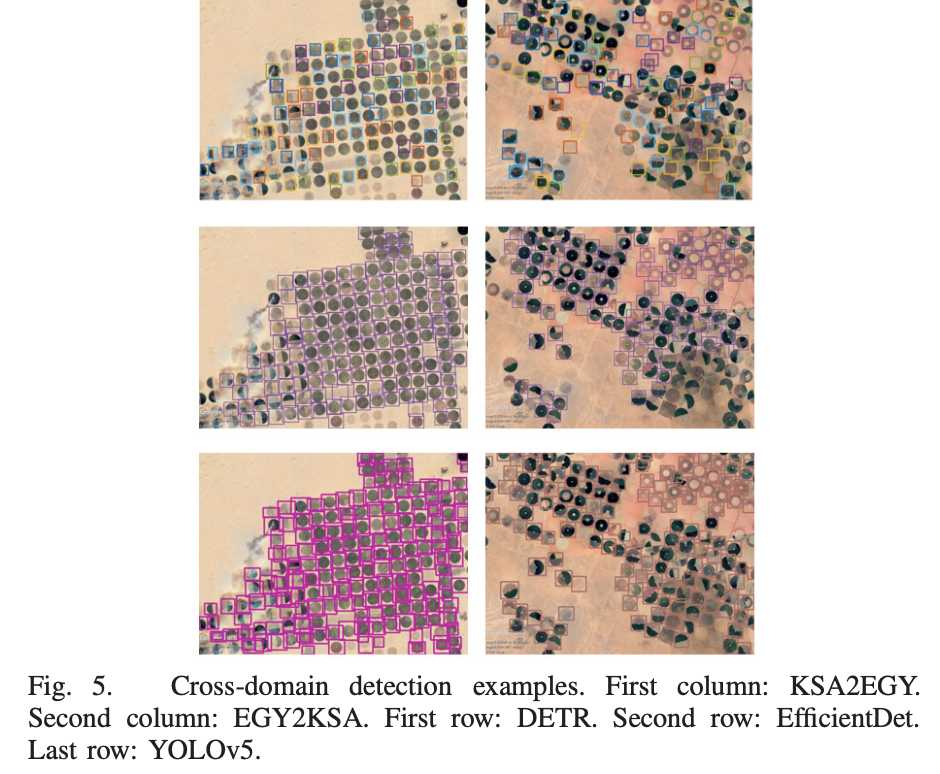 Fig. 5. Cross-domain detection examples. First column: KSA2EGY.
Second column: EGY2KSA. First row: DETR. Second row: EfficientDet.
Last row: YOLOv5.